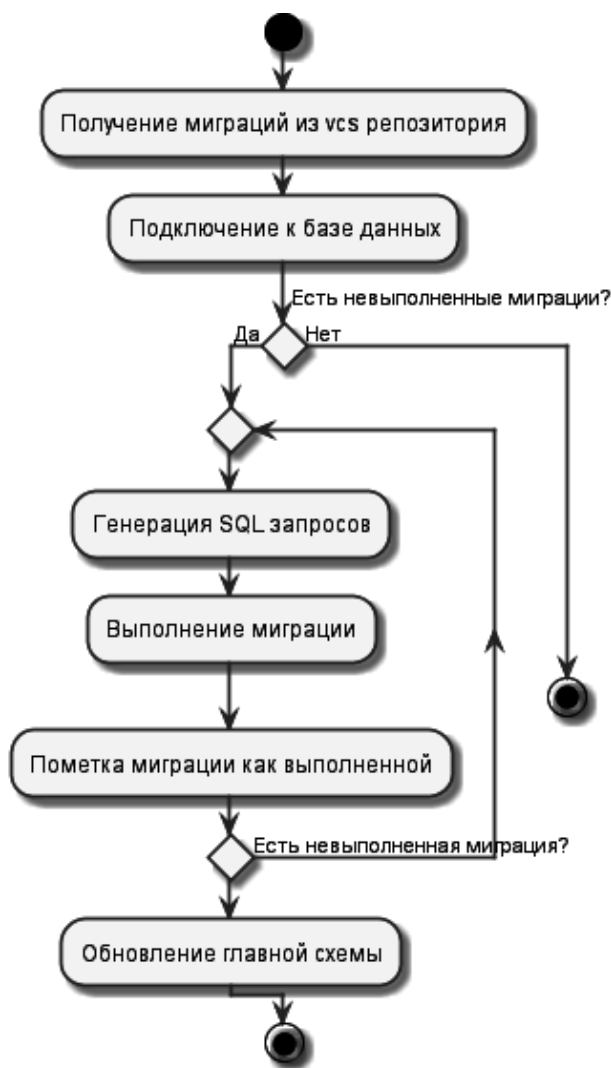 Получение миграций из vcs репозитория
Подключение к базе данных
Есть невыполненные миграции?
Да
Нет
Генерация SQL запросов
Выполнение миграции
Пометка миграции как выполненной
Есть невыполненная миграция?
Обновление главной схемы